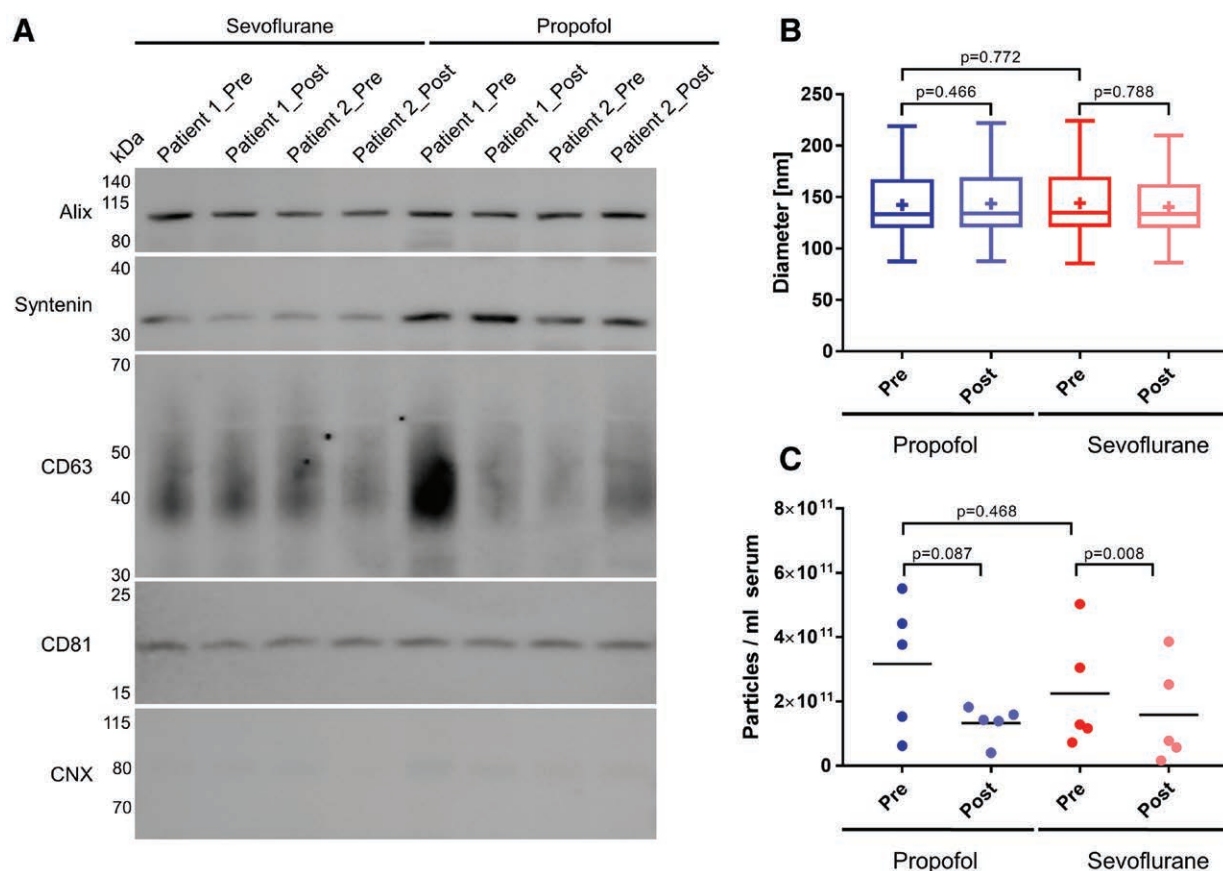 A
Sevoflurane
Propofol
kDa
Patient 1_Pre
Patient 1_Post
Patient 2_Pre
Patient 2_Post
Patient 1_Pre
Patient 1_Post
Patient 2_Pre
Patient 2_Post
Alix
140
115
80
Syntenin
40
30
CD63
70
50
40
30
CD81
25
15
CNX
115
80
70
B
p=0.772
p=0.466
p=0.788
Diameter [nm]
250
200
150
100
50
0
Pre
Post
Pre
Post
Propofol
Sevoflurane
C
p=0.468
p=0.087
p=0.008
Particles / ml serum
8×10¹¹
6×10¹¹
4×10¹¹
2×10¹¹
0
Pre
Post
Pre
Post
Propofol
Sevoflurane